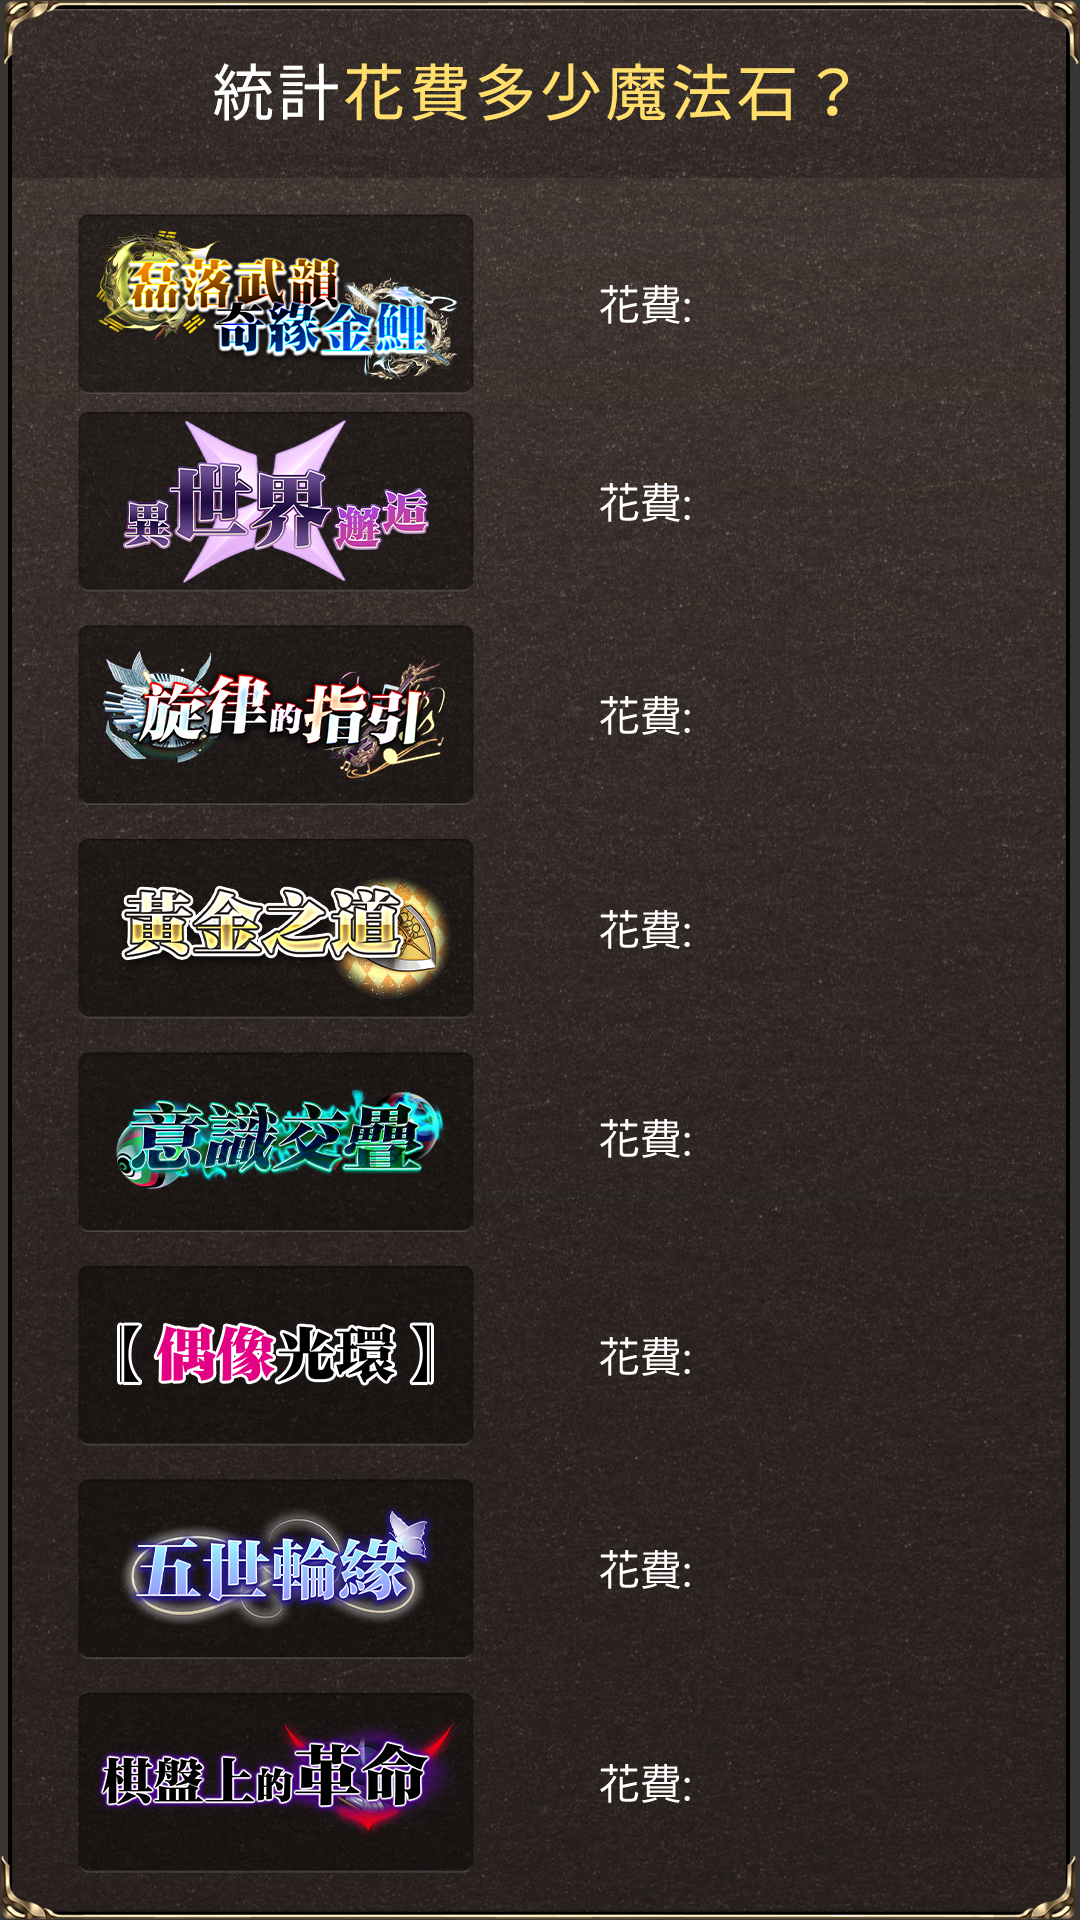 統計花費多少魔法石？
磊落武韻
奇緣金鯉
花費:
異世界邂逅
花費:
旋律的指引
花費:
黃金之道
花費:
意識交疊
花費:
【偶像光環】
花費:
五世輪緣
花費:
棋盤上的革命
花費: